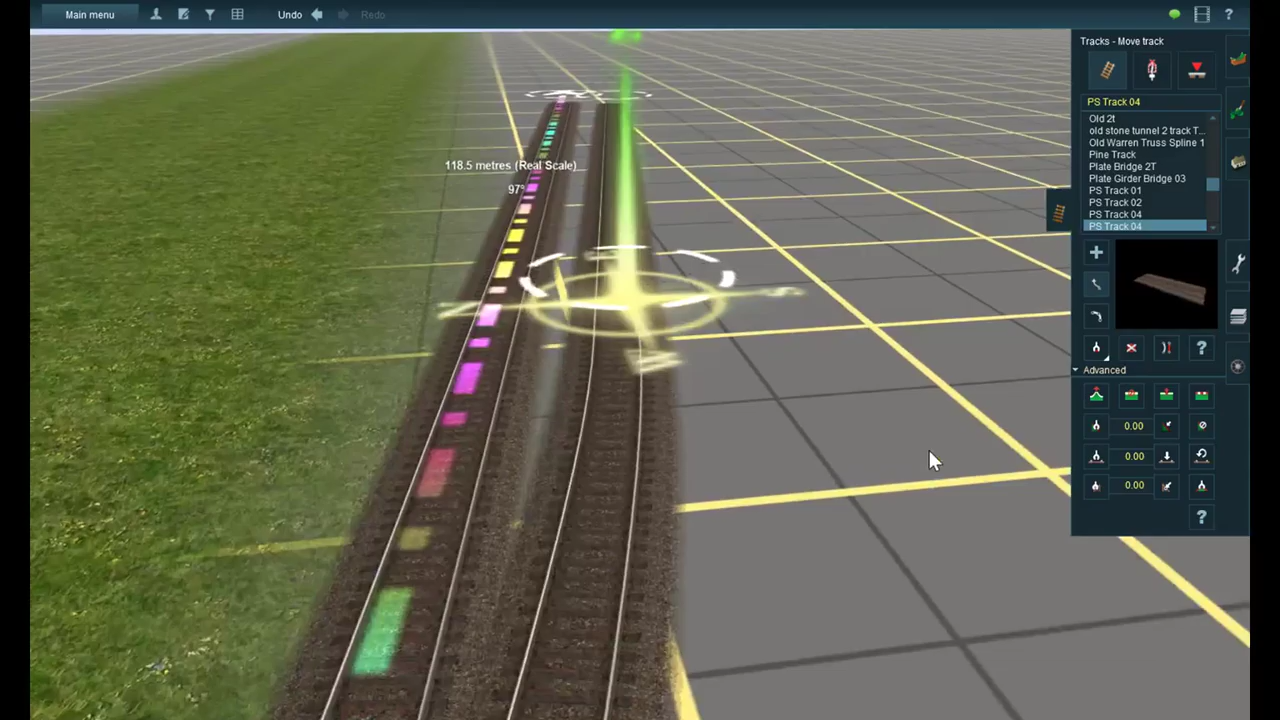 Main menu
Undo
Redo
?
Tracks - Move track
PS Track 04
Old 2t
old stone tunnel 2 track T...
Old Warren Truss Spline 1
Pine Track
Plate Bridge 2T
Plate Girder Bridge 03
PS Track 01
PS Track 02
PS Track 04
PS Track 04
118.5 metres (Real Scale)
97°
?
Advanced
0.00
0.00
0.00
?